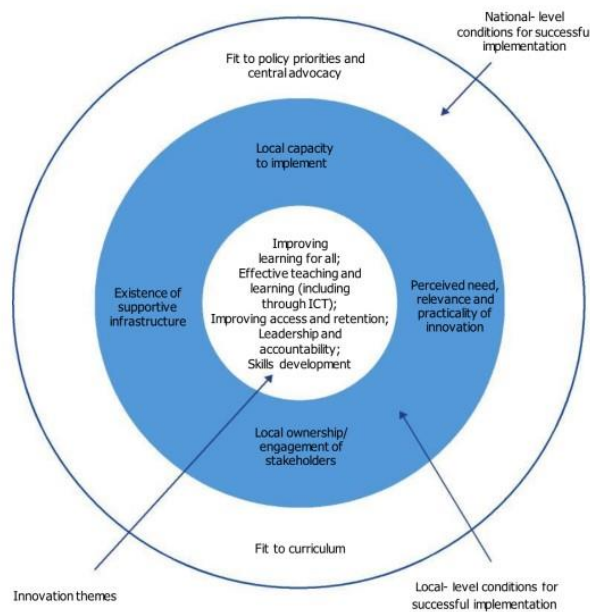 National- level
conditions for successfu
implementation
Fit to policy priorities and
central advocacy
Local capacity
to implement
Improving
learning for all;
Effective teaching and
learning (including
through ICT);
Improving access and retention;
Leadership and
accountability;
Skills development
Existence of
supportive
infrastructure
Perceived need,
relevance and
practicality of
innovation
Local ownership/
engagement of
stakeholders
Fit to curriculum
Innovation themes
Local- level conditions for
successful implementation